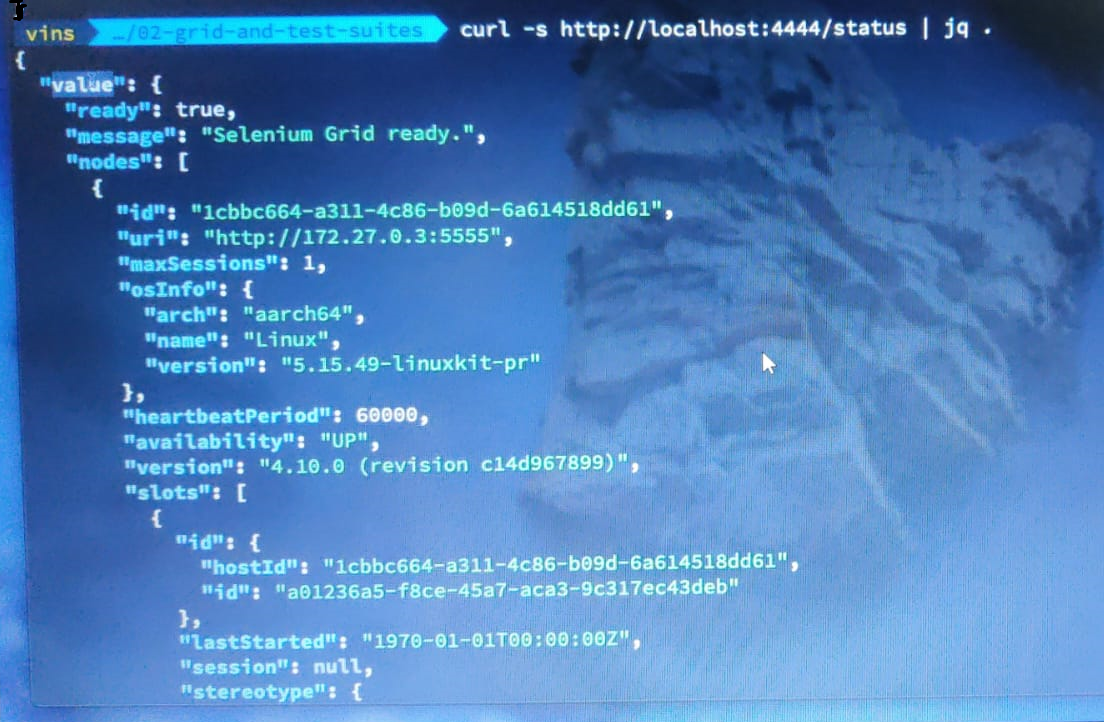 vins …/02-grid-and-test-suites curl -s http://localhost:4444/status | jq .
{
"value": {
"ready": true,
"message": "Selenium Grid ready.",
"nodes": [
{
"id": "1cbbc664-a311-4c86-b09d-6a614518dd61",
"uri": "http://172.27.0.3:5555",
"maxSessions": 1,
"osInfo": {
"arch": "aarch64",
"name": "Linux",
"version": "5.15.49-linuxkit-pr"
},
"heartbeatPeriod": 60000,
"availability": "UP",
"version": "4.10.0 (revision c14d967899)",
"slots": [
{
"id": {
"hostId": "1cbbc664-a311-4c86-b09d-6a614518dd61",
"id": "a01236a5-f8ce-45a7-aca3-9c317ec43deb"
},
"lastStarted": "1970-01-01T00:00:00Z",
"session": null,
"stereotype": {